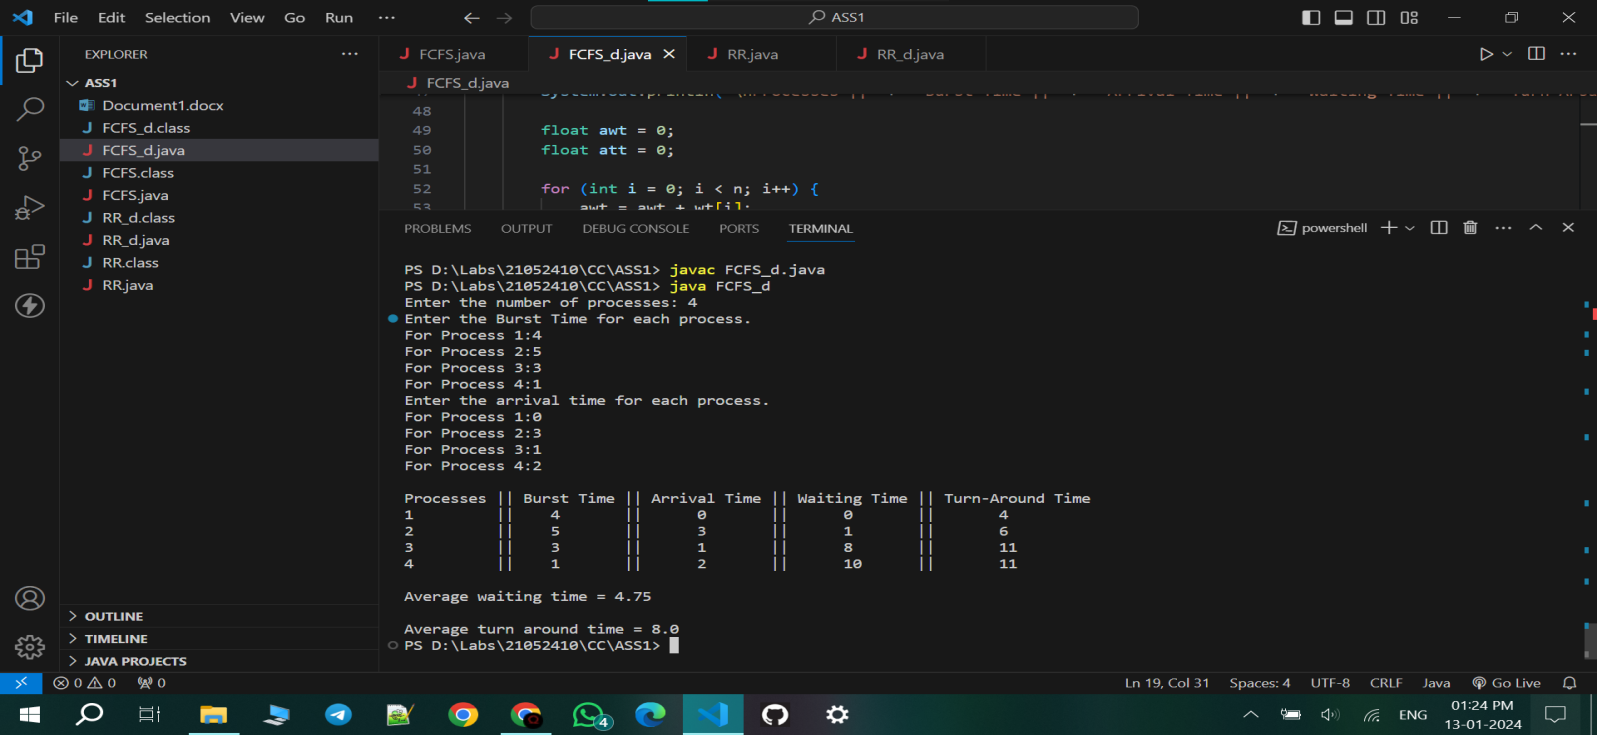 File Edit Selection View Go Run ··· ASS1
EXPLORER ···
ASS1
Document1.docx
FCFS_d.class
FCFS_d.java
FCFS.class
FCFS.java
RR_d.class
RR_d.java
RR.class
RR.java
OUTLINE
TIMELINE
JAVA PROJECTS
FCFS.java FCFS_d.java RR.java RR_d.java
FCFS_d.java
48
49 float awt = 0;
50 float att = 0;
51
52 for (int i = 0; i < n; i++) {
53 awt = awt + wt[i];
PROBLEMS OUTPUT DEBUG CONSOLE PORTS TERMINAL powershell
PS D:\Labs\21052410\CC\ASS1> javac FCFS_d.java
PS D:\Labs\21052410\CC\ASS1> java FCFS_d
Enter the number of processes: 4
Enter the Burst Time for each process.
For Process 1:4
For Process 2:5
For Process 3:3
For Process 4:1
Enter the arrival time for each process.
For Process 1:0
For Process 2:3
For Process 3:1
For Process 4:2
Processes || Burst Time || Arrival Time || Waiting Time || Turn-Around Time
1 || 4 || 0 || 0 || 4
2 || 5 || 3 || 1 || 6
3 || 3 || 1 || 8 || 11
4 || 1 || 2 || 10 || 11
Average waiting time = 4.75
Average turn around time = 8.0
PS D:\Labs\21052410\CC\ASS1>
0 0 0 Ln 19, Col 31 Spaces: 4 UTF-8 CRLF Java Go Live
4 ENG 01:24 PM
13-01-2024